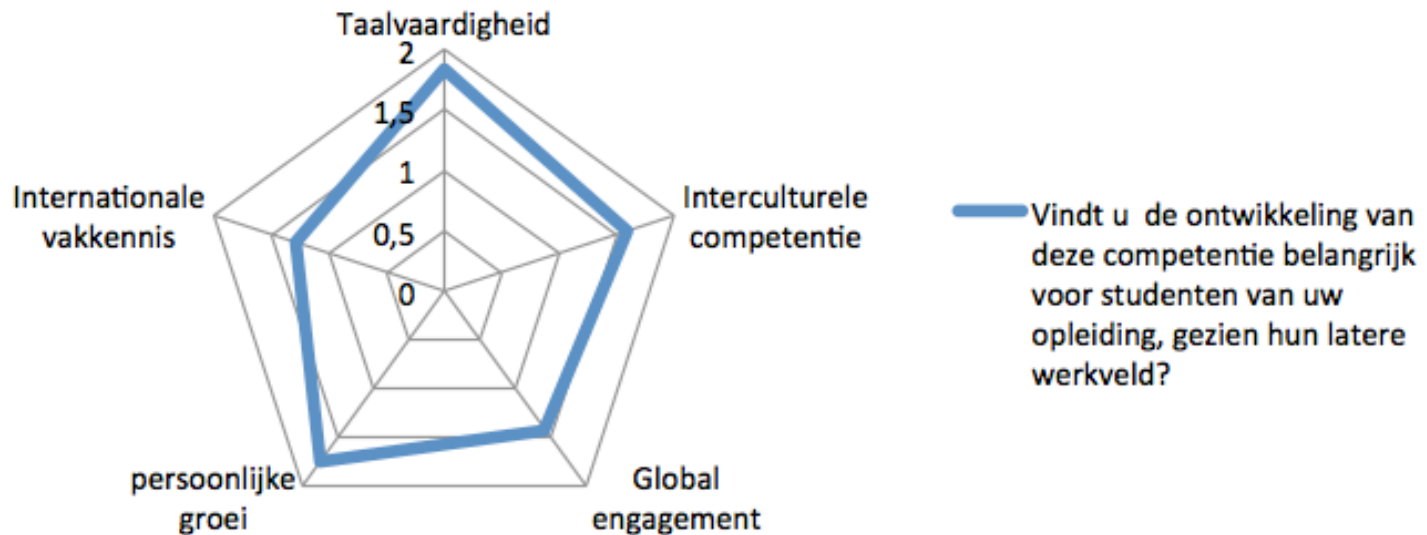 Taalvaardigheid
2
1,5
1
0,5
0
Interculturele
competentie
Global
engagement
persoonlijke
groei
Internationale
vakkennis
Vindt u de ontwikkeling van
deze competentie belangrijk
voor studenten van uw
opleiding, gezien hun latere
werkveld?